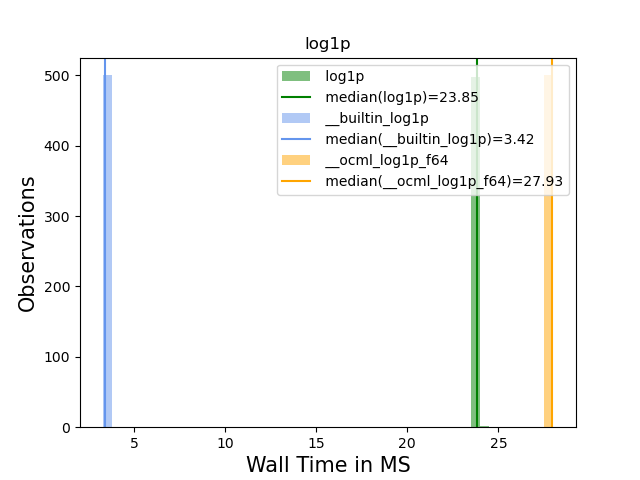 log1p
500
400
300
200
100
0
Observations
log1p
median(log1p)=23.85
__builtin_log1p
median(__builtin_log1p)=3.42
__ocml_log1p_f64
median(__ocml_log1p_f64)=27.93
5 10 15 20 25
Wall Time in MS